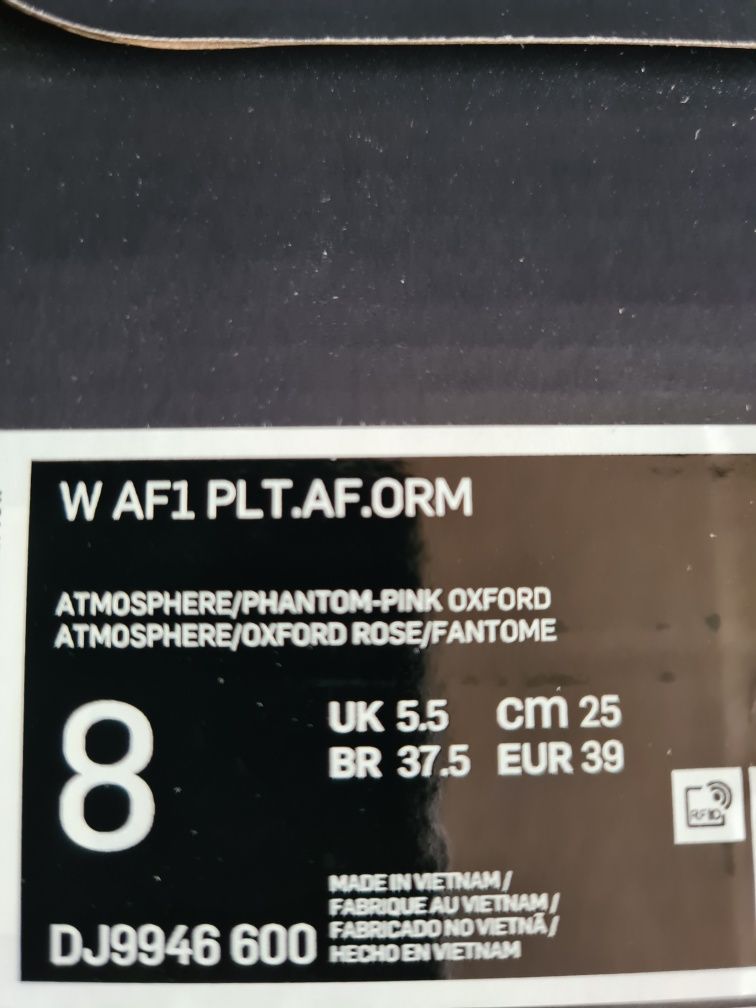 W AF1 PLT.AF.ORM
ATMOSPHERE/PHANTOM-PINK OXFORD
ATMOSPHERE/OXFORD ROSE/FANTOME
8
UK 5.5 cm 25
BR 37.5 EUR 39
RFID
MADE IN VIETNAM/
FABRIQUE AU VIETNAM/
FABRICADO NO VIETNÃ/
HECHO EN VIETNAM
DJ9946 600